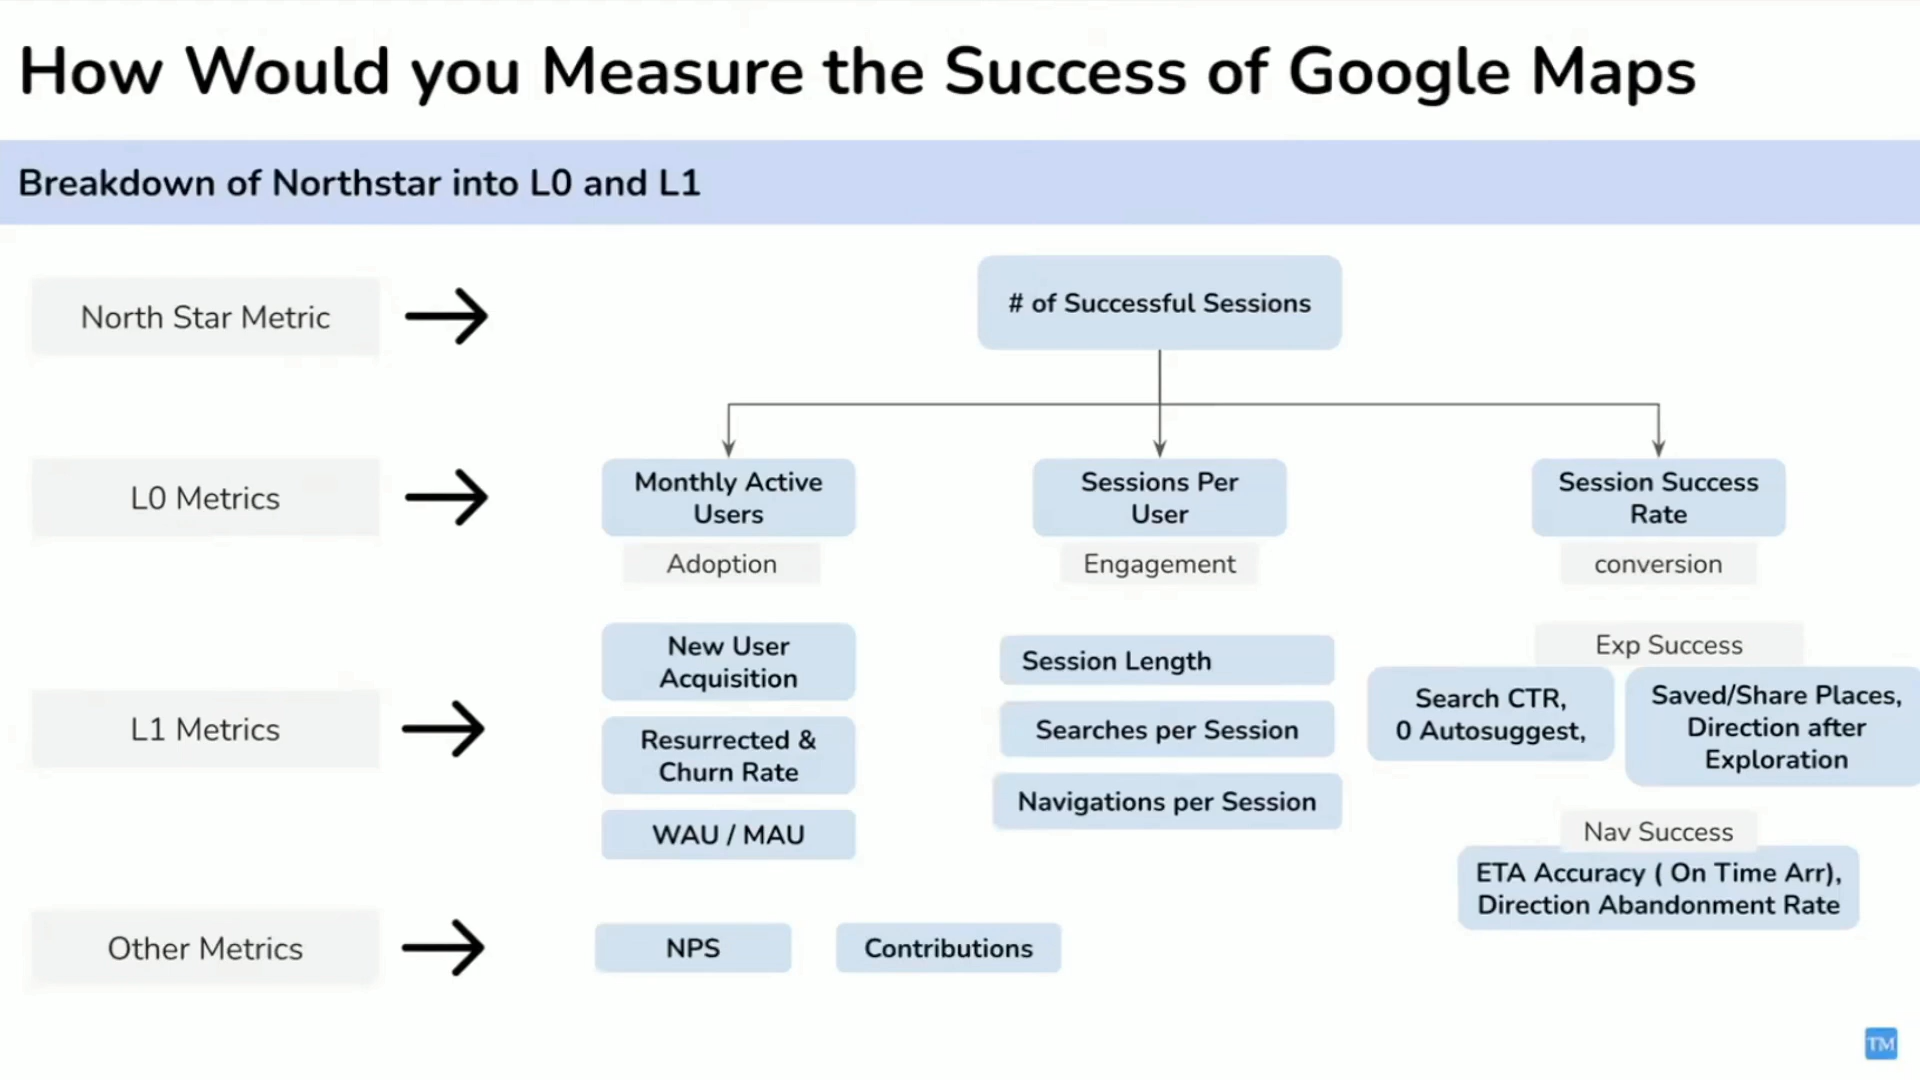 How Would you Measure the Success of Google Maps
Breakdown of Northstar into L0 and L1
North Star Metric
# of Successful Sessions
L0 Metrics
Monthly Active
Users
Adoption
Sessions Per
User
Engagement
Session Success
Rate
conversion
L1 Metrics
New User
Acquisition
Resurrected &
Churn Rate
WAU / MAU
Session Length
Searches per Session
Navigations per Session
Exp Success
Search CTR,
0 Autosuggest,
Saved/Share Places,
Direction after
Exploration
Nav Success
ETA Accuracy ( On Time Arr),
Direction Abandonment Rate
Other Metrics
NPS
Contributions
TM